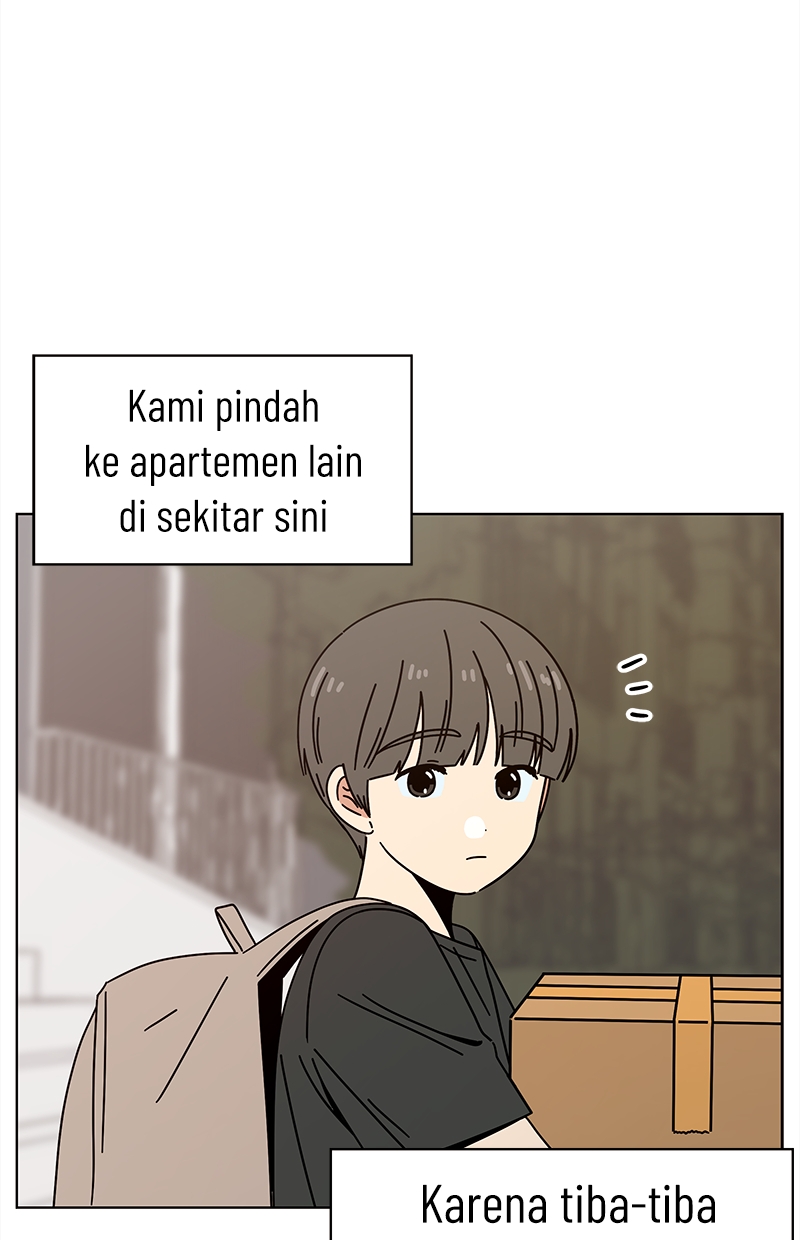 Kami pindah
ke apartemen lain
di sekitar sini
Karena tiba-tiba